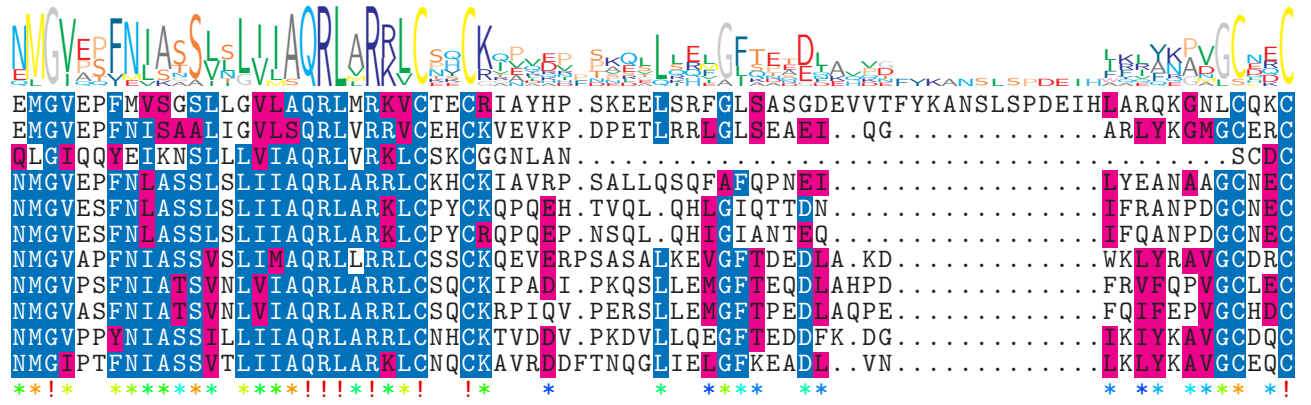 EMGVEPFMVSGSLLGVLAQRLMRKVCTECRIAYHP.SKEELSRFGLSASGDEVVTFYKANSLSPDEIHLARQKGNLCQKC
EMGVEPFNISAALIGVLSQRLVRRVCEHCKVEVKP.DPETLRRLGLSEAEI..QG.............ARLYKGMGCERC
QLGIQQYEIKNSLLLVIAQRLVRKLCSKCGGNLAN.........................................SCDC
NMGVEPFNLASSLSLIIAQRLARRLCKHCKIAVRP.SALLQSQFAFQPNEI.................LYEANAAGCNEC
NMGVESFNLASSLSLIIAQRLARKLCPYCKQPQEH.TVQL.QHLGIQTTDN.................IFRANPDGCNEC
NMGVESFNLASSLSLIIAQRLARKLCPYCRQPQEP.NSQL.QHIGIANTEQ.................IFQANPDGCNEC
NMGVAPFNIASSVSLIMAQRLLRRLCSSCKQEVERPSASALKEVGFTDEDLA.KD.............WKLYRAVGCDRC
NMGVPSFNIATSVNLVIAQRLARRLCSQCKIPADI.PKQSLLEMGFTEQDLAHPD.............FRVFQPVGCLEC
NMGVASFNIATSVNLVIAQRLARRLCSQCKRPIQV.PERSLLEMGFTPEDLAQPE.............FQIFEPVGCHDC
NMGVPPYNIASSILLIIAQRLARRLCNHCKTVDDV.PKDVLLQEGFTEDDFK.DG.............IKIYKAVGCDQC
NMGIPTFNIASSVTLIIAQRLARKLCNQCKAVRDDFTNQGLIELGFKEADL..VN.............LKLYKAVGCEQC
**!*  ******* ****!!!*!**!  !*   *      *  ****  **                 * ** **** *!